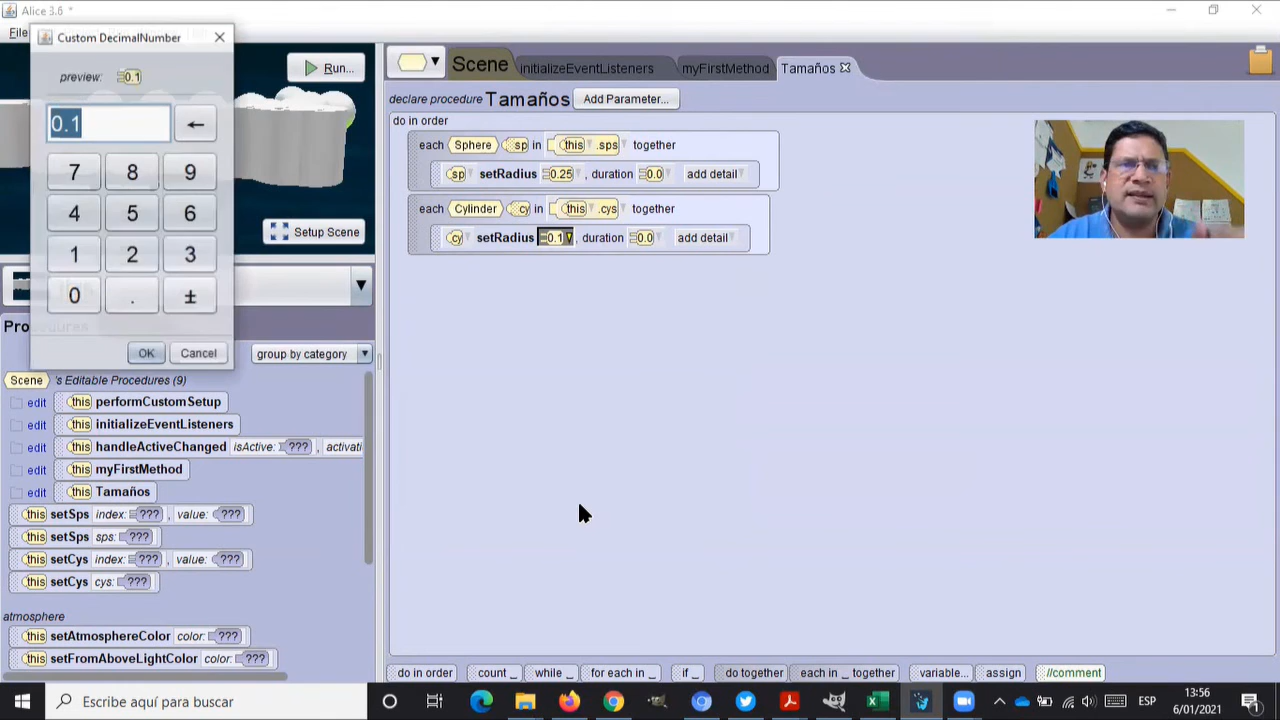 Alice 3.6 *
File
Custom DecimalNumber
preview: 0.1
0.1
7 8 9
4 5 6
1 2 3
0 . ±
OK Cancel
Run...
Setup Scene
group by category
Scene 's Editable Procedures (9)
edit this performCustomSetup
edit this initializeEventListeners
edit this handleActiveChanged isActive: ??? , activati
edit this myFirstMethod
edit this Tamaños
this setSps index: ??? , value: ???
this setSps sps: ???
this setCys index: ??? , value: ???
this setCys cys: ???
atmosphere
this setAtmosphereColor color: ???
this setFromAboveLightColor color: ???
Scene initializeEventListeners myFirstMethod Tamaños
declare procedure Tamaños Add Parameter...
do in order
each Sphere sp in this .sps together
sp setRadius 0.25 , duration 0.0 add detail
each Cylinder cy in this .cys together
cy setRadius 0.1 , duration 0.0 add detail
do in order count _ while _ for each in _ if _ do together each in _ together variable... assign //comment
Escribe aquí para buscar
ESP
13:56
6/01/2021
1